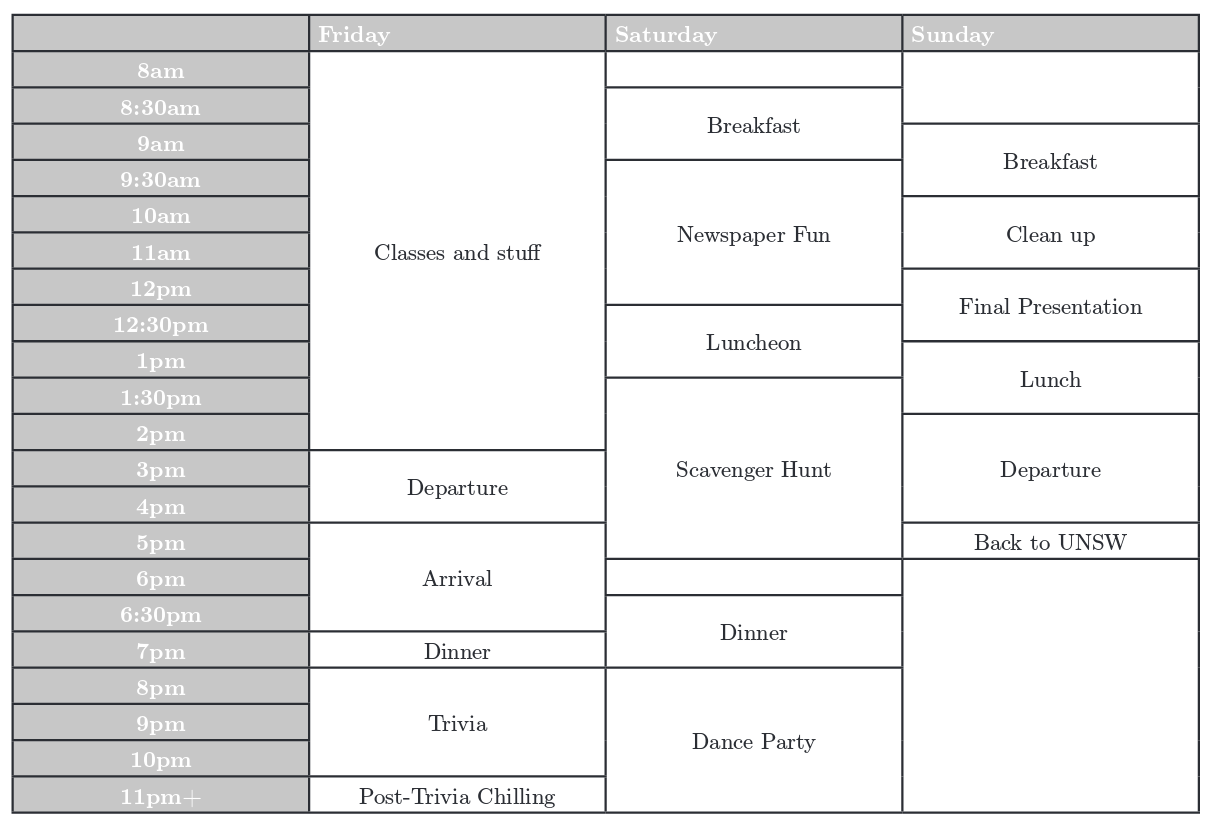 Friday Saturday Sunday
8am
8:30am
Breakfast
9am
Breakfast
9:30am
10am
Newspaper Fun Clean up
11am
Classes and stuff
12pm
Final Presentation
12:30pm
Luncheon
1pm
Lunch
1:30pm
2pm
3pm
Scavenger Hunt Departure
Departure
4pm
5pm
Back to UNSW
6pm
Arrival
6:30pm
Dinner
7pm
Dinner
8pm
9pm
Trivia
Dance Party
10pm
11pm+
Post-Trivia Chilling